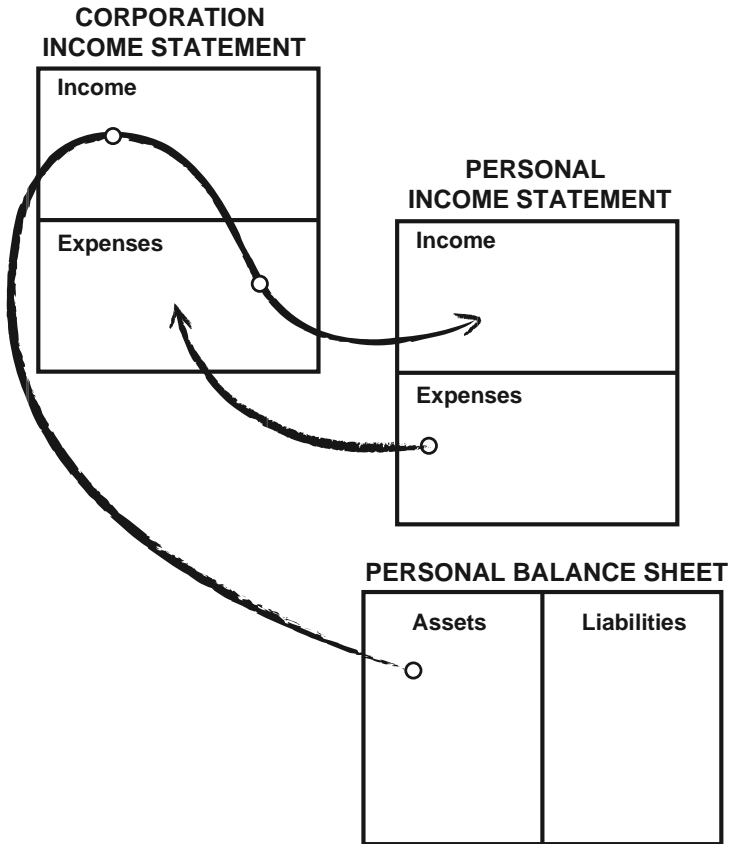 CORPORATION
INCOME STATEMENT
Income
Expenses
PERSONAL
INCOME STATEMENT
Income
Expenses
PERSONAL BALANCE SHEET
Assets
Liabilities